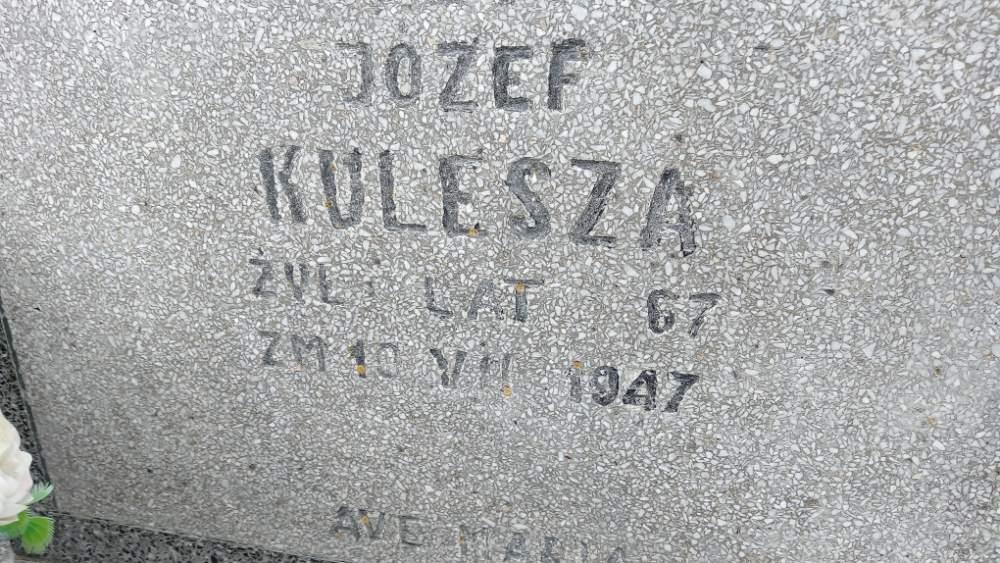 JOZEF
KULESZA
ŻYŁ LAT 67
ZM 10 VII 1947
AVE MARIA